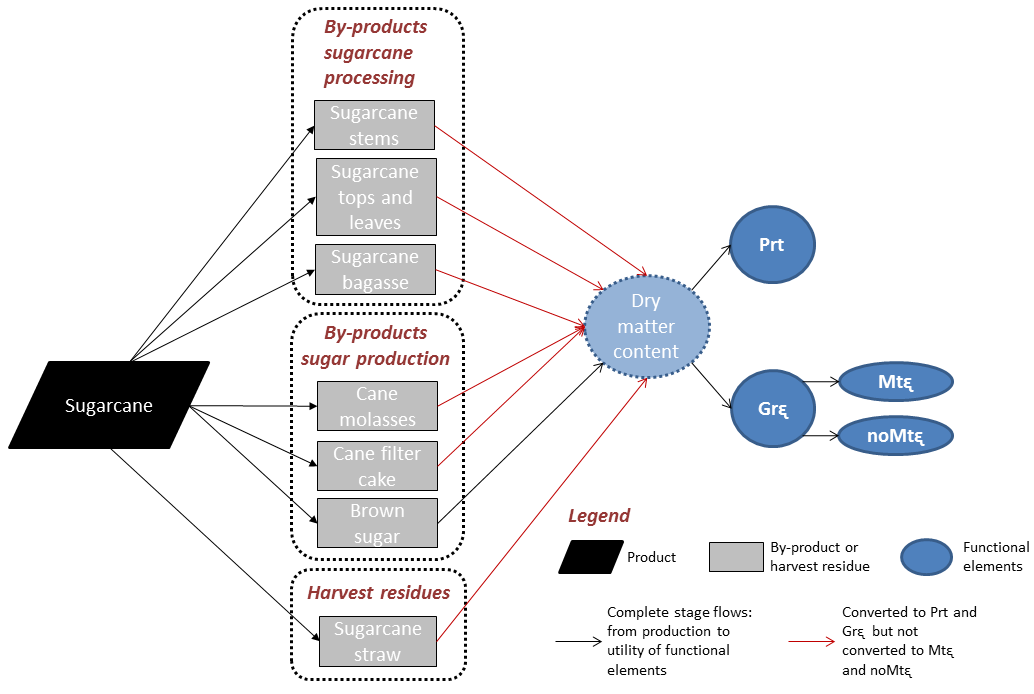 By-products
sugarcane
processing
Sugarcane
stems
Sugarcane
tops and
leaves
Sugarcane
bagasse
By-products
sugar production
Cane
molasses
Cane filter
cake
Brown
sugar
Harvest residues
Sugarcane
straw
Sugarcane
Dry
matter
content
Prt
Grξ
Mtξ
noMtξ
Legend
Product
By-product or
harvest residue
Functional
elements
Complete stage flows:
from production to
utility of functional
elements
Converted to Prt and
Grξ but not
converted to Mtξ
and noMtξ